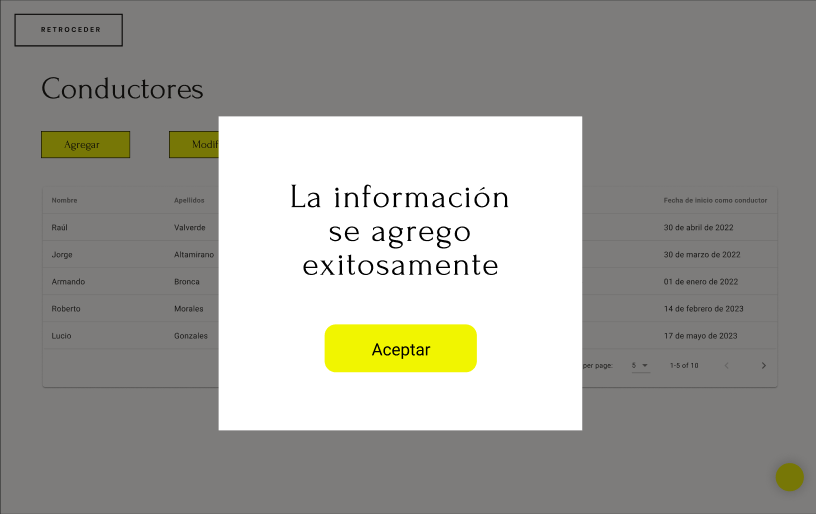 RETROCEDER
Conductores
Agregar
Modif
La información
se agrego
exitosamente
Aceptar
Nombre Apellidos Fecha de inicio como conductor
Raúl Valverde 30 de abril de 2022
Jorge Altamirano 30 de marzo de 2022
Armando Bronca 01 de enero de 2022
Roberto Morales 14 de febrero de 2023
Lucio Gonzales 17 de mayo de 2023
per page: 5 1-5 of 10